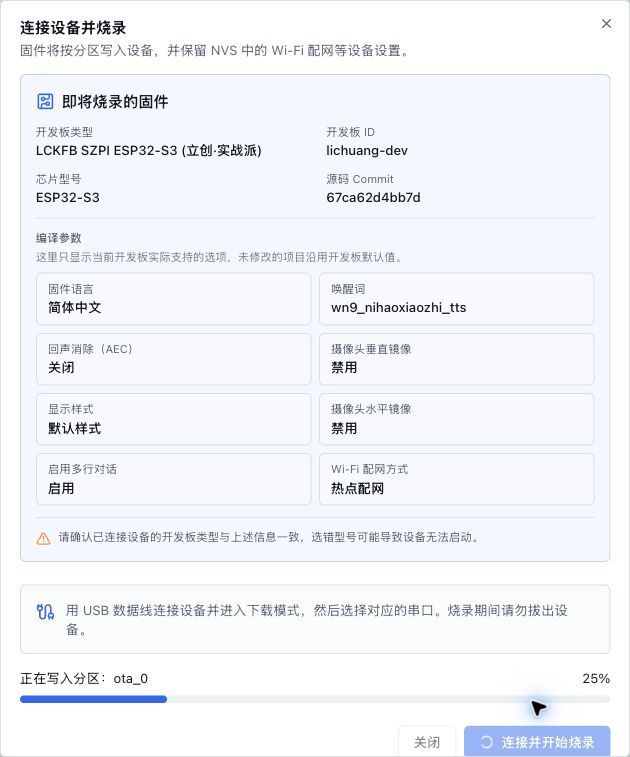 连接设备并烧录
固件将按分区写入设备，并保留 NVS 中的 Wi-Fi 配网等设备设置。
即将烧录的固件
开发板类型
LCKFB SZPI ESP32-S3 (立创·实战派)
开发板 ID
lichuang-dev
芯片型号
ESP32-S3
源码 Commit
67ca62d4bb7d
编译参数
这里只显示当前开发板实际支持的选项，未修改的项目沿用开发板默认值。
固件语言
简体中文
唤醒词
wn9_nihaoxiaozhi_tts
回声消除（AEC）
关闭
摄像头垂直镜像
禁用
显示样式
默认样式
摄像头水平镜像
禁用
启用多行对话
启用
Wi-Fi 配网方式
热点配网
请确认已连接设备的开发板类型与上述信息一致，选错型号可能导致设备无法启动。
用 USB 数据线连接设备并进入下载模式，然后选择对应的串口。烧录期间请勿拔出设
备。
正在写入分区：ota_0
25%
关闭
连接并开始烧录